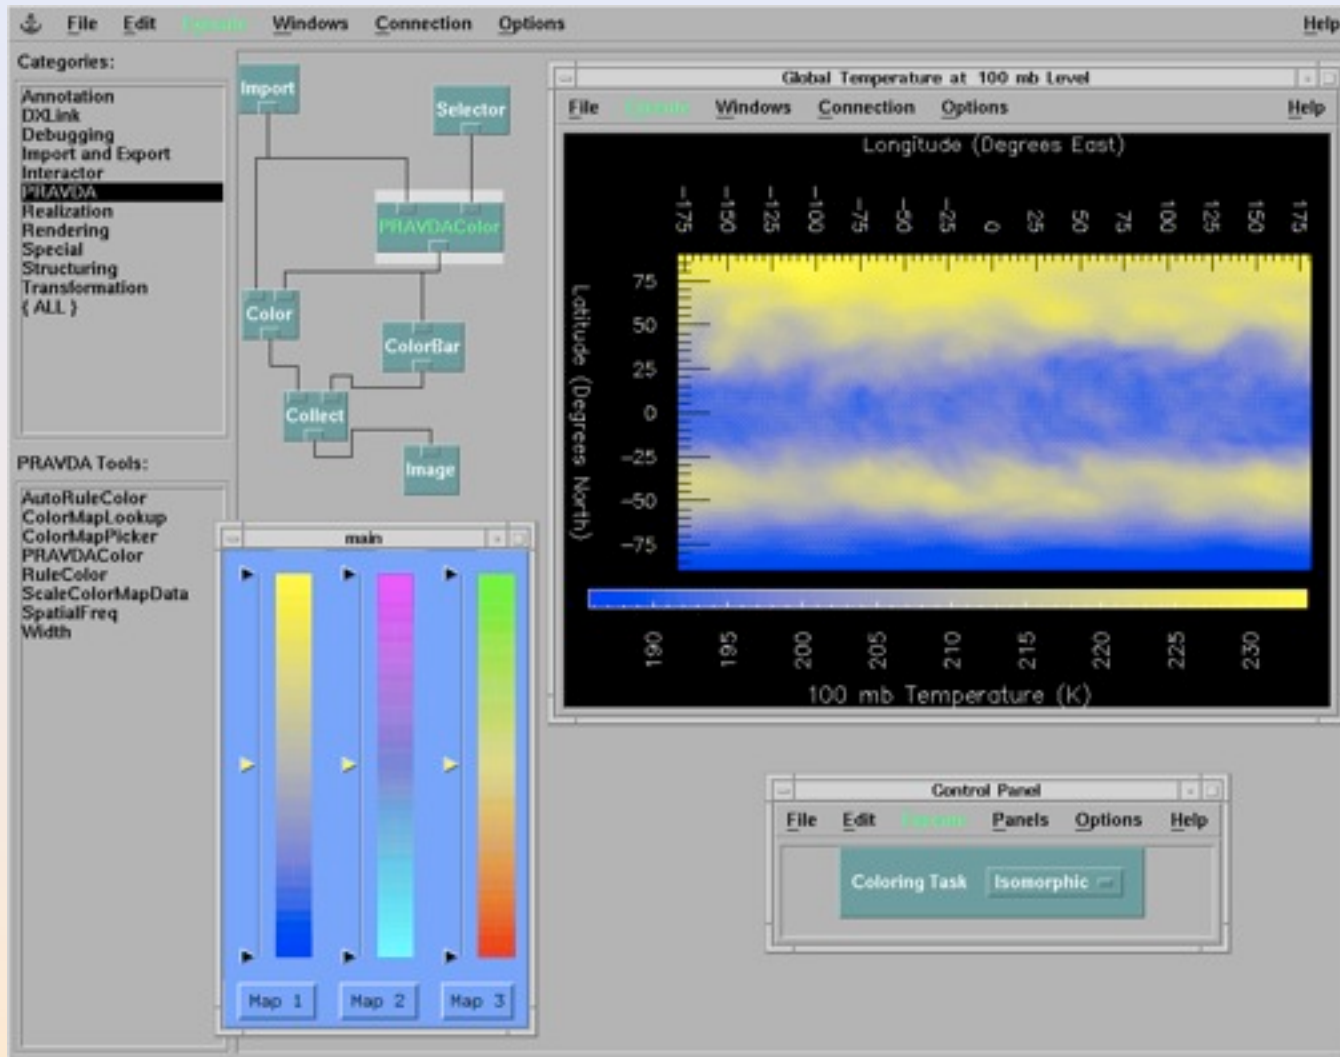 File Edit Execute Windows Connection Options Help
Categories:
Annotation
DXLink
Debugging
Import and Export
Interactor
PRAVDA
Realization
Rendering
Special
Structuring
Transformation
{ ALL }
PRAVDA Tools:
AutoRuleColor
ColorMapLookup
ColorMapPicker
PRAVDAColor
RuleColor
ScaleColorMapData
SpatialFreq
Width
Import
Selector
PRAVDAColor
Color
ColorBar
Collect
Image
Global Temperature at 100 mb Level
File Execute Windows Connection Options Help
Longitude (Degrees East)
-175 -150 -125 -100 -75 -50 -25 0 25 50 75 100 125 150 175
Latitude (Degrees North)
75
50
25
0
-25
-50
-75
190 195 200 205 210 215 220 225 230
100 mb Temperature (K)
main
Map 1 Map 2 Map 3
Control Panel
File Edit Execute Panels Options Help
Coloring Task Isomorphic